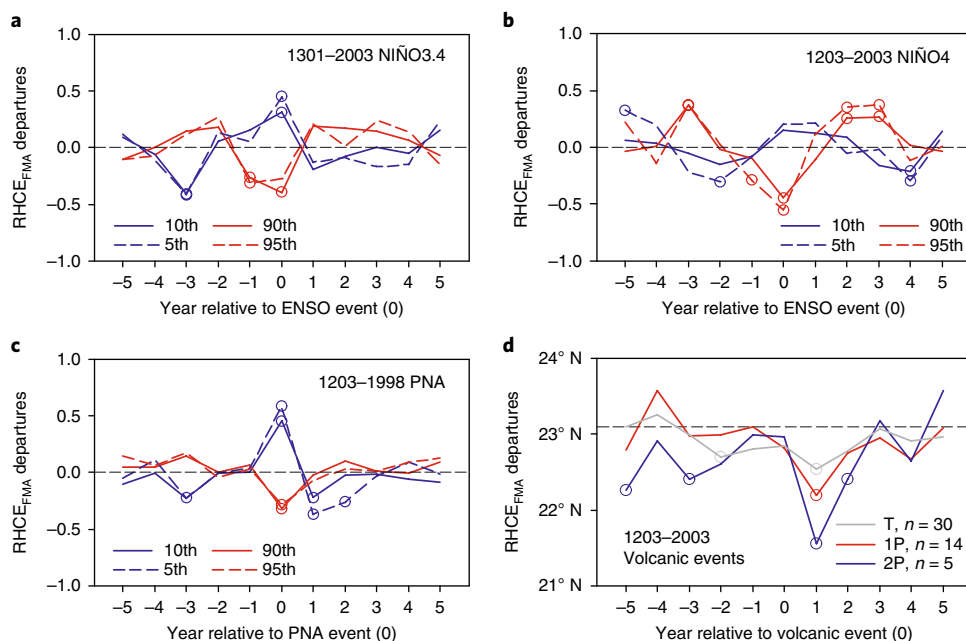 a
1.0
0.5
0.0
−0.5
−1.0
RHCEFMA departures
1301–2003 NIÑO3.4
10th
90th
5th
95th
−5 −4 −3 −2 −1 0 1 2 3 4 5
Year relative to ENSO event (0)
b
1.0
0.5
0.0
−0.5
−1.0
RHCEFMA departures
1203–2003 NIÑO4
10th
90th
5th
95th
−5 −4 −3 −2 −1 0 1 2 3 4 5
Year relative to ENSO event (0)
c
1.0
0.5
0.0
−0.5
−1.0
RHCEFMA departures
1203–1998 PNA
10th
90th
5th
95th
−5 −4 −3 −2 −1 0 1 2 3 4 5
Year relative to PNA event (0)
d
24° N
23° N
22° N
21° N
RHCEFMA departures
1203–2003
Volcanic events
T, n = 30
1P, n = 14
2P, n = 5
−5 −4 −3 −2 −1 0 1 2 3 4 5
Year relative to volcanic event (0)